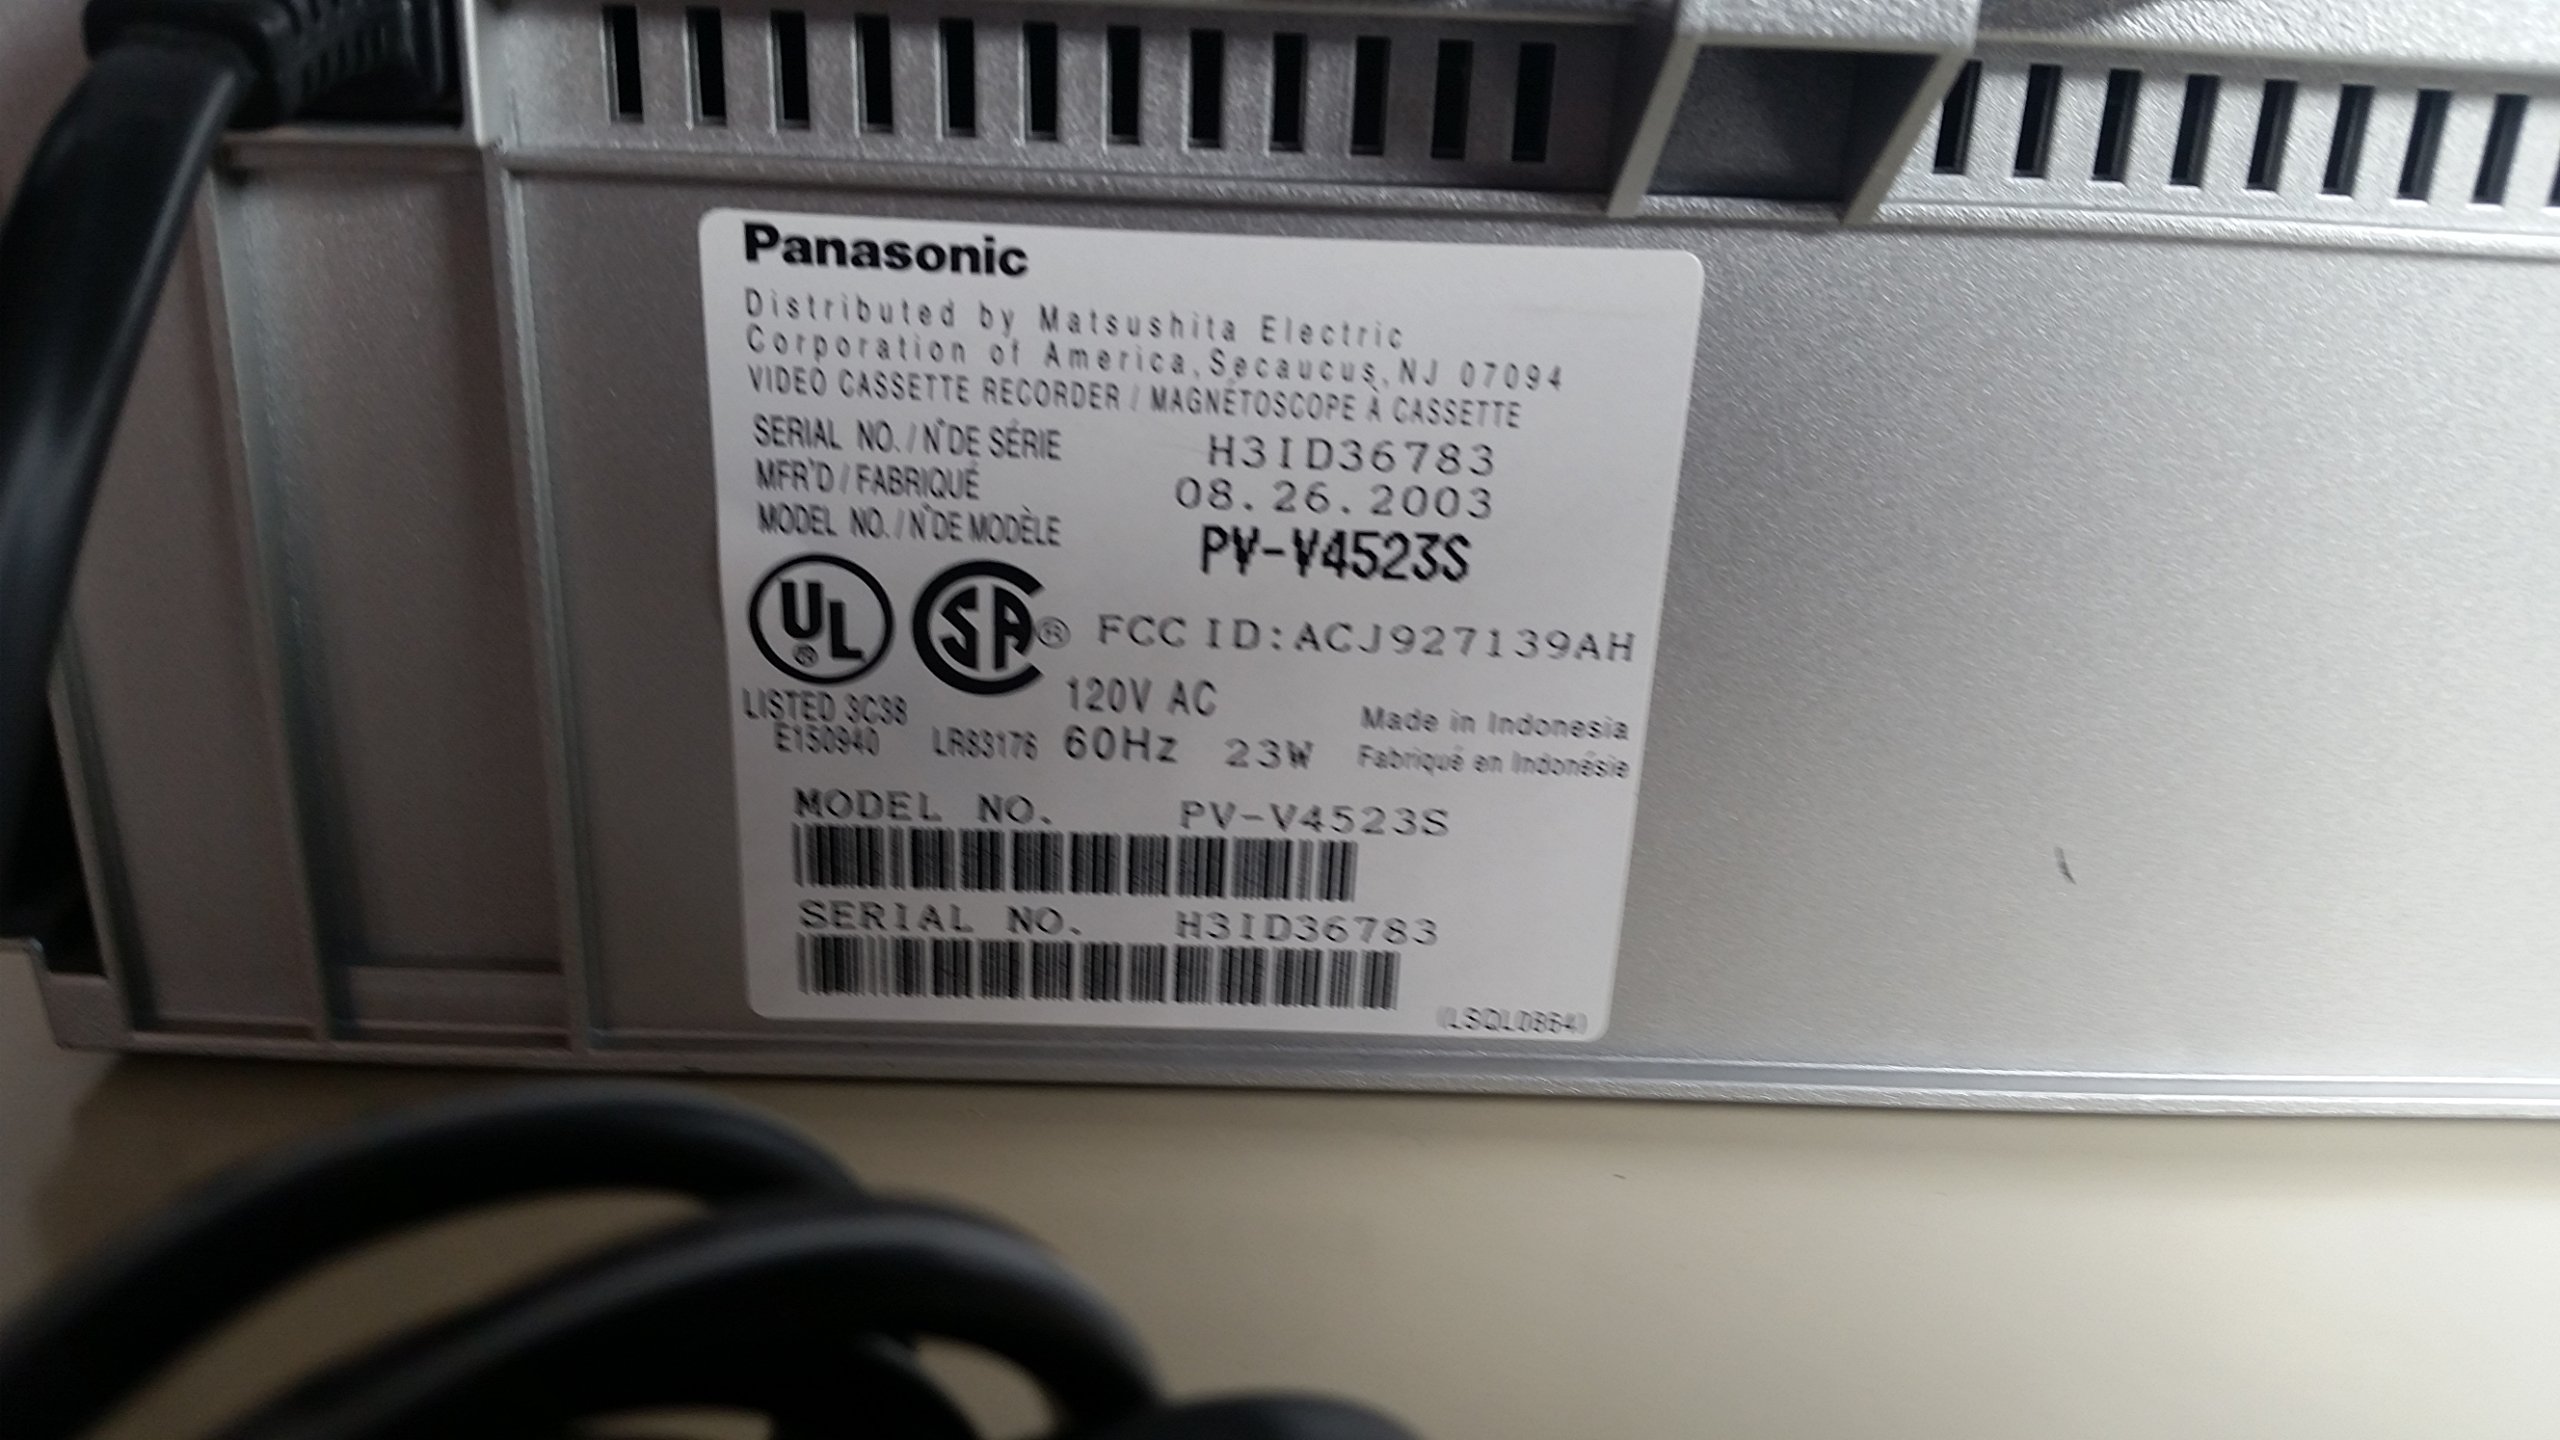 Panasonic
Distributed by Matsushita Electric
Corporation of America, Secaucus, NJ 07094
VIDEO CASSETTE RECORDER / MAGNÉTOSCOPE À CASSETTE
SERIAL NO. / N° DE SÉRIE H3ID36783
MFR'D / FABRIQUÉ 08.26.2003
MODEL NO. / N° DE MODÈLE PV-V4523S
UL ® SA ® FCC ID:ACJ927139AH
LISTED 3C38 120V AC Made in Indonesia
E150940 LR83176 60Hz 23W Fabriqué en Indonésie
MODEL NO. PV-V4523S
SERIAL NO. H3ID36783
(LSQL0864)